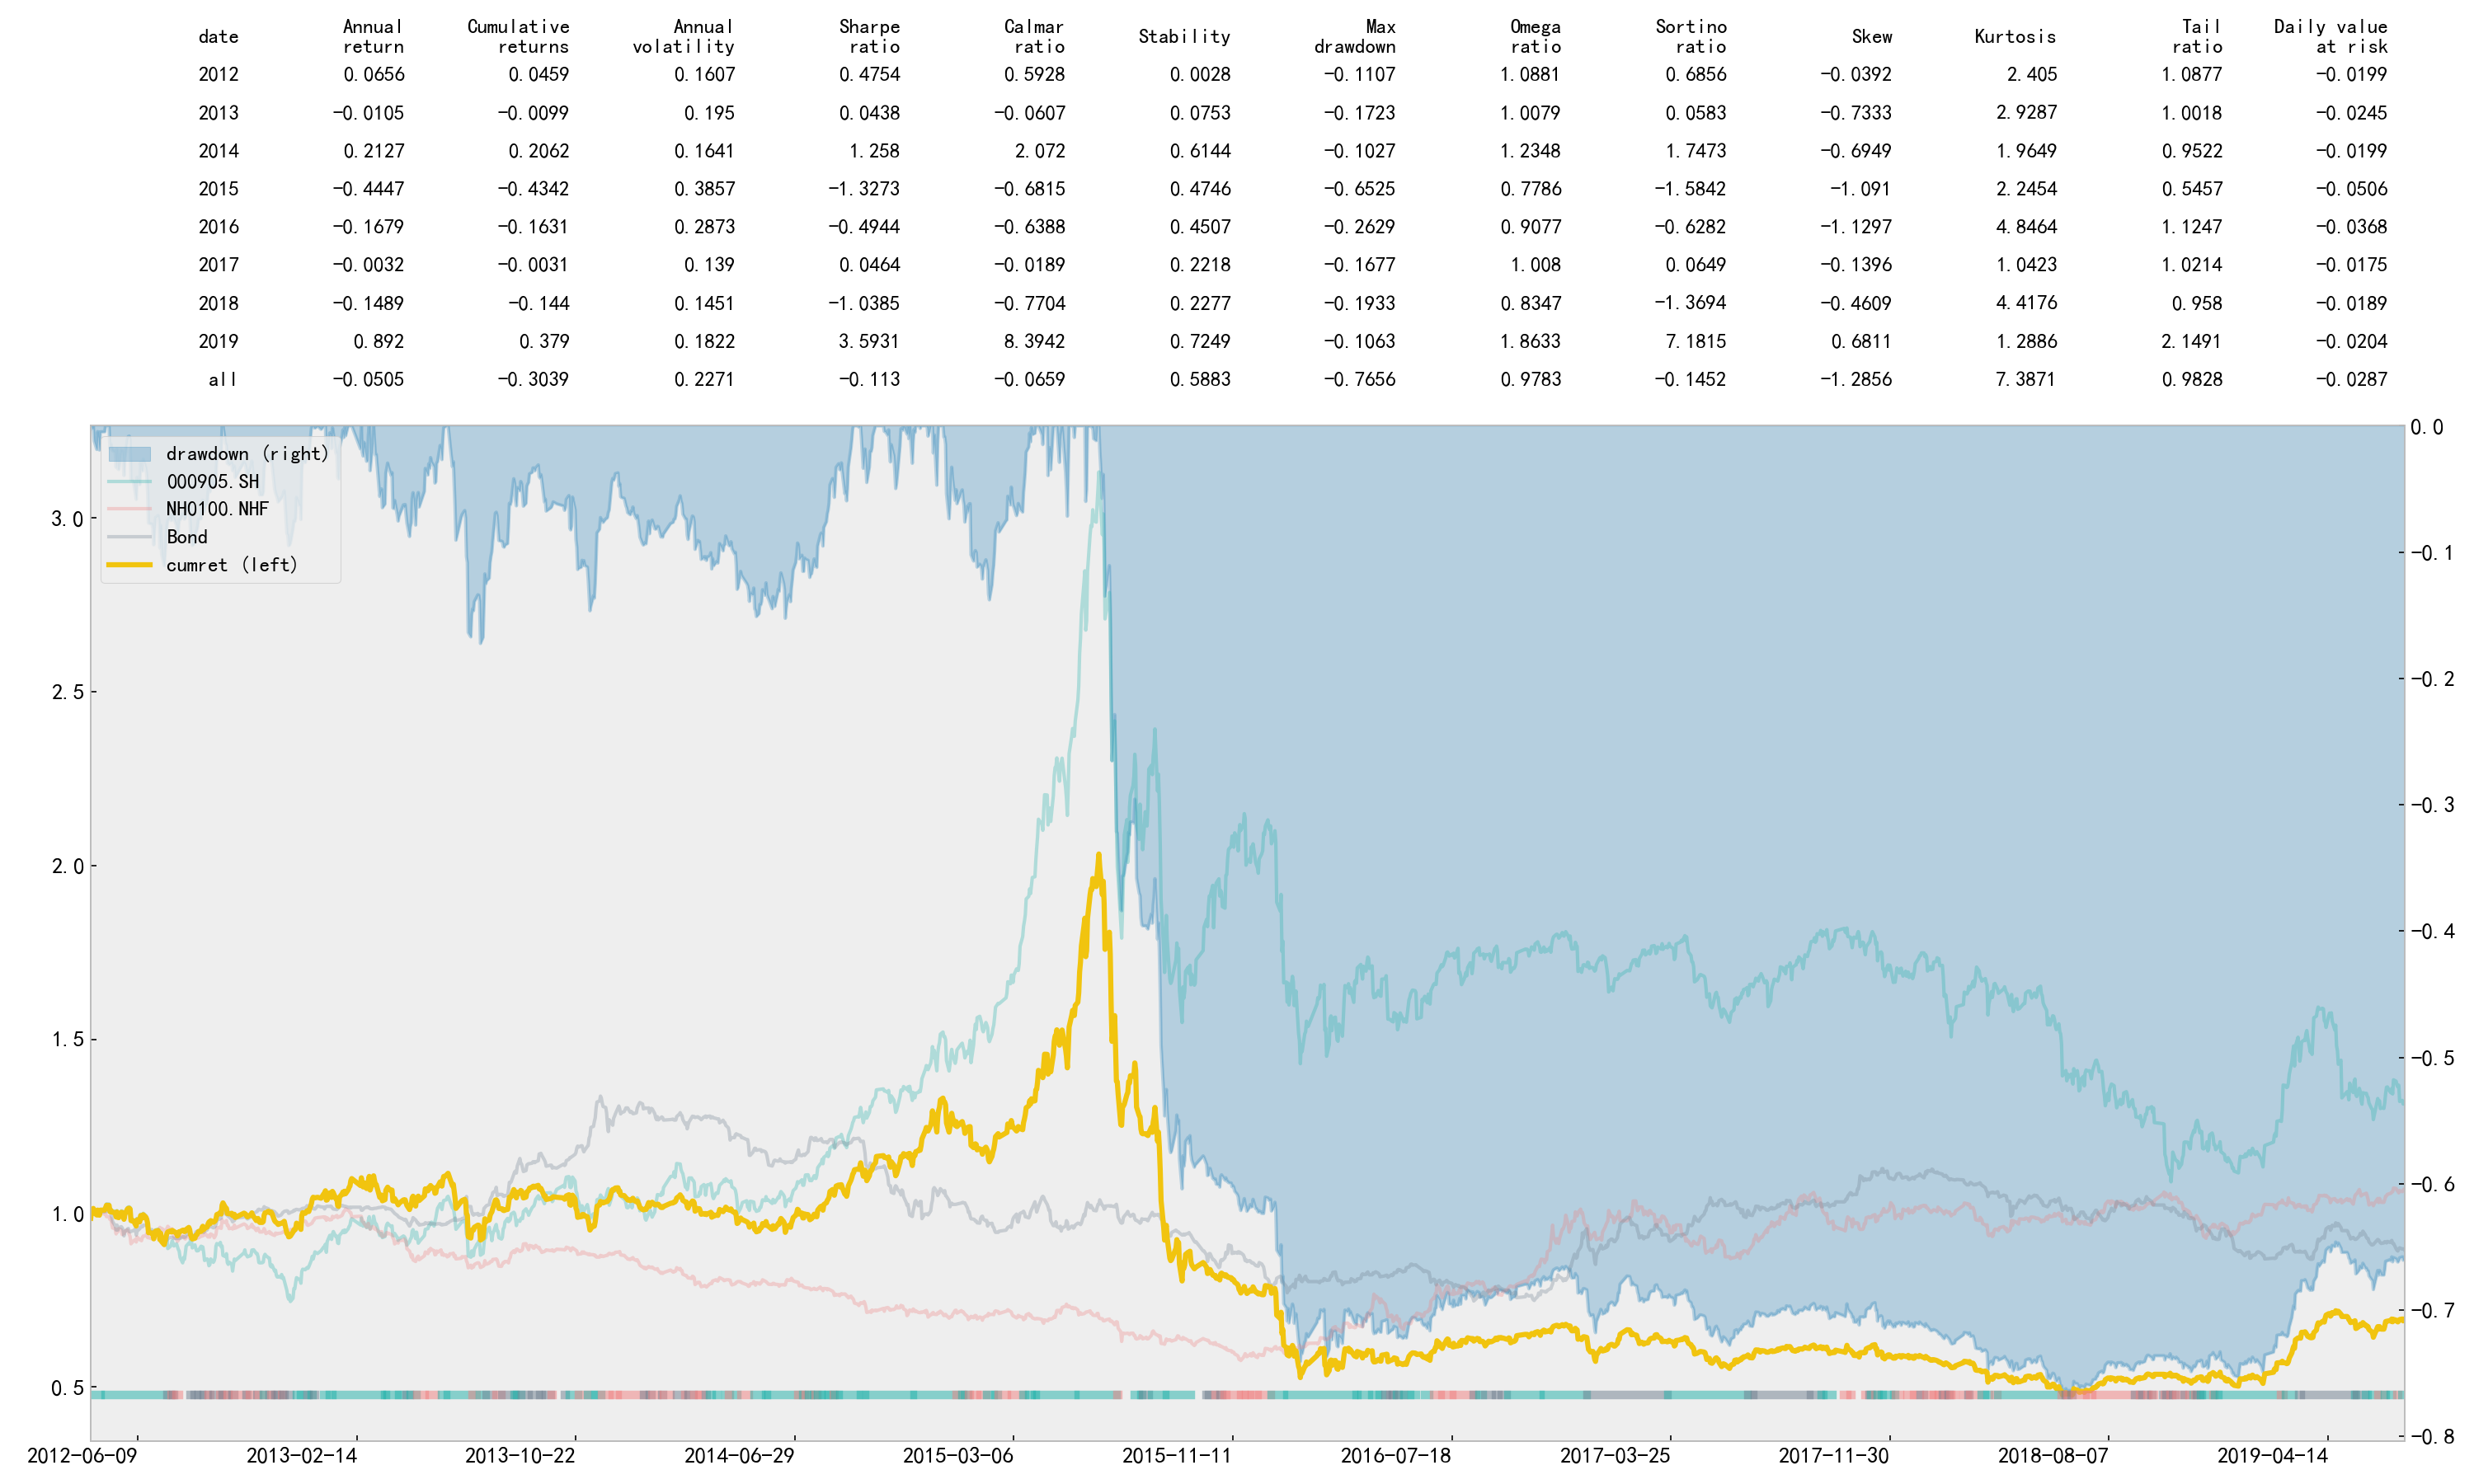 date Annual return Cumulative returns Annual volatility Sharpe ratio Calmar ratio Stability Max drawdown Omega ratio Sortino ratio Skew Kurtosis Tail ratio Daily value at risk
2012 0.0656 0.0459 0.1607 0.4754 0.5928 0.0028 -0.1107 1.0881 0.6856 -0.0392 2.405 1.0877 -0.0199
2013 -0.0105 -0.0099 0.195 0.0438 -0.0607 0.0753 -0.1723 1.0079 0.0583 -0.7333 2.9287 1.0018 -0.0245
2014 0.2127 0.2062 0.1641 1.258 2.072 0.6144 -0.1027 1.2348 1.7473 -0.6949 1.9649 0.9522 -0.0199
2015 -0.4447 -0.4342 0.3857 -1.3273 -0.6815 0.4746 -0.6525 0.7786 -1.5842 -1.091 2.2454 0.5457 -0.0506
2016 -0.1679 -0.1631 0.2873 -0.4944 -0.6388 0.4507 -0.2629 0.9077 -0.6282 -1.1297 4.8464 1.1247 -0.0368
2017 -0.0032 -0.0031 0.139 0.0464 -0.0189 0.2218 -0.1677 1.008 0.0649 -0.1396 1.0423 1.0214 -0.0175
2018 -0.1489 -0.144 0.1451 -1.0385 -0.7704 0.2277 -0.1933 0.8347 -1.3694 -0.4609 4.4176 0.958 -0.0189
2019 0.892 0.379 0.1822 3.5931 8.3942 0.7249 -0.1063 1.8633 7.1815 0.6811 1.2886 2.1491 -0.0204
all -0.0505 -0.3039 0.2271 -0.113 -0.0659 0.5883 -0.7656 0.9783 -0.1452 -1.2856 7.3871 0.9828 -0.0287
drawdown (right)
000905.SH
NH0100.NHF
Bond
cumret (left)
3.0
2.5
2.0
1.5
1.0
0.5
0.0
-0.1
-0.2
-0.3
-0.4
-0.5
-0.6
-0.7
-0.8
2012-06-09 2013-02-14 2013-10-22 2014-06-29 2015-03-06 2015-11-11 2016-07-18 2017-03-25 2017-11-30 2018-08-07 2019-04-14